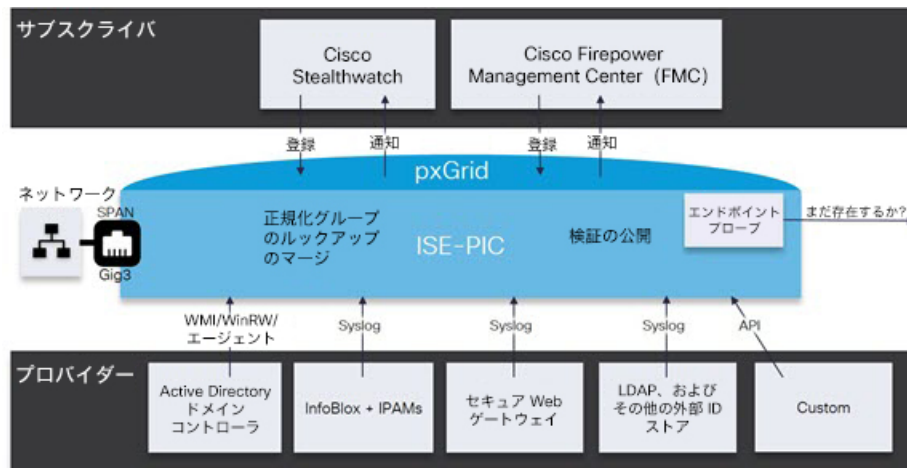 サブスクライバ
Cisco
Stealthwatch
Cisco Firepower
Management Center（FMC）
登録
通知
登録
通知
pxGrid
ネットワーク
SPAN
Gig3
正規化グループ
のルックアップ
のマージ
ISE-PIC
検証の公開
エンドポイント
プローブ
まだ存在するか?
WMI/WinRW/
エージェント
Syslog
Syslog
Syslog
API
プロバイダー
Active Directory
ドメイン
コントローラ
InfoBlox + IPAMs
セキュア Web
ゲートウェイ
LDAP、および
その他の外部 ID
ストア
Custom